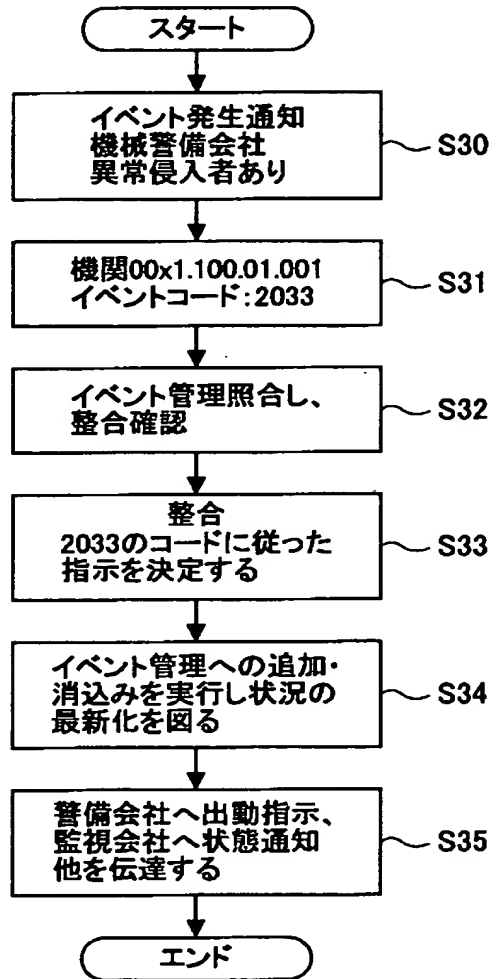 スタート
イベント発生通知
機械警備会社
異常侵入者あり
S30
機関00x1.100.01.001
イベントコード:2033
S31
イベント管理照合し、
整合確認
S32
整合
2033のコードに従った
指示を決定する
S33
イベント管理への追加・
消込みを実行し状況の
最新化を図る
S34
警備会社へ出動指示、
監視会社へ状態通知
他を伝達する
S35
エンド